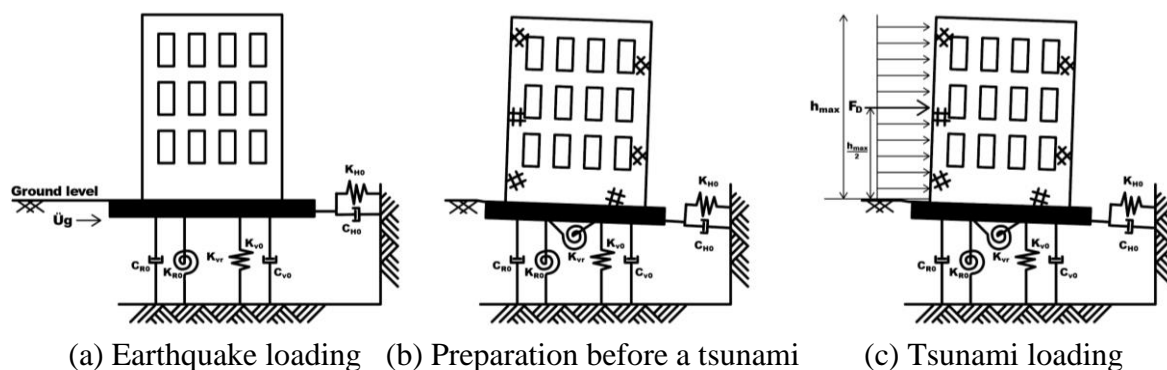 Ground level
Üg
K_H0
C_H0
C_R0
K_R0
K_vr
K_v0
C_v0
K_H0
C_H0
C_R0
K_R0
K_vr
K_v0
C_v0
h_max
F_D
h_max
2
K_H0
C_H0
C_R0
K_R0
K_vr
K_v0
C_v0
(a) Earthquake loading (b) Preparation before a tsunami (c) Tsunami loading